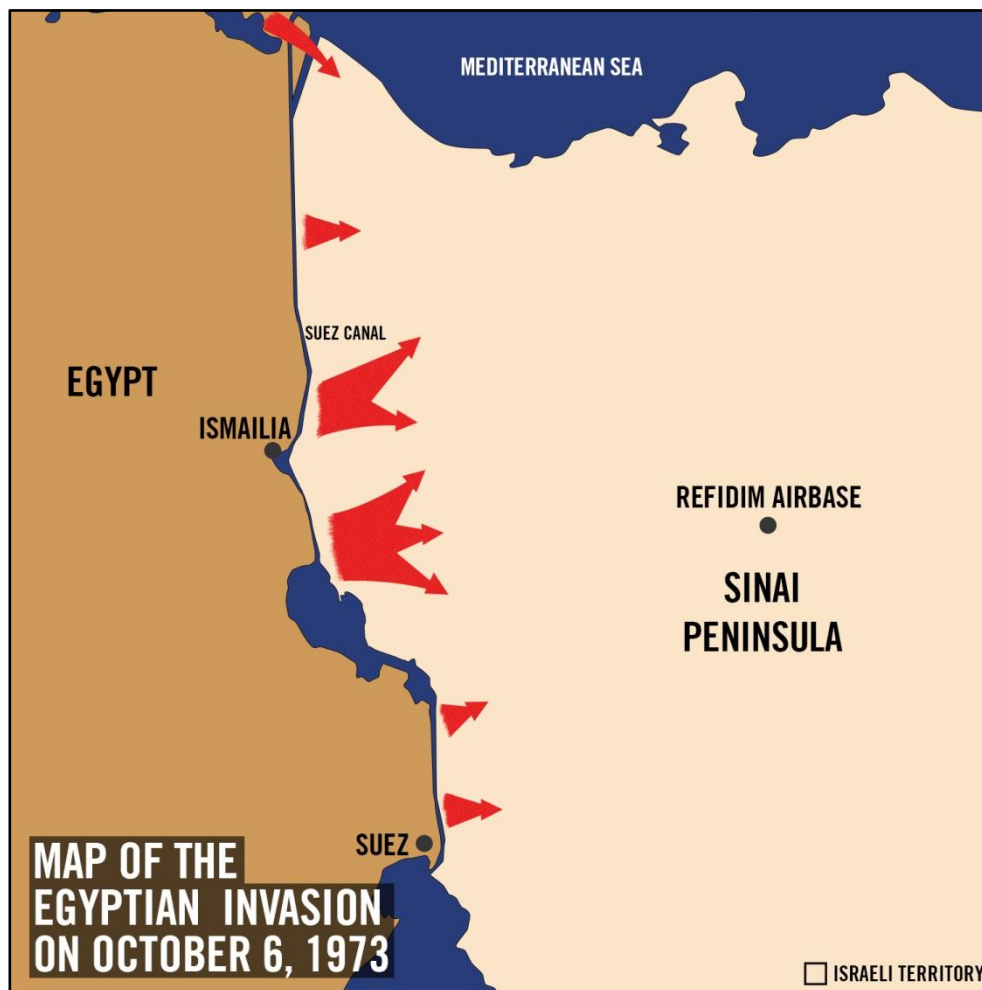 MEDITERRANEAN SEA
SUEZ CANAL
EGYPT
ISMAILIA
REFIDIM AIRBASE
SINAI
PENINSULA
SUEZ
MAP OF THE
EGYPTIAN INVASION
ON OCTOBER 6, 1973
ISRAELI TERRITORY